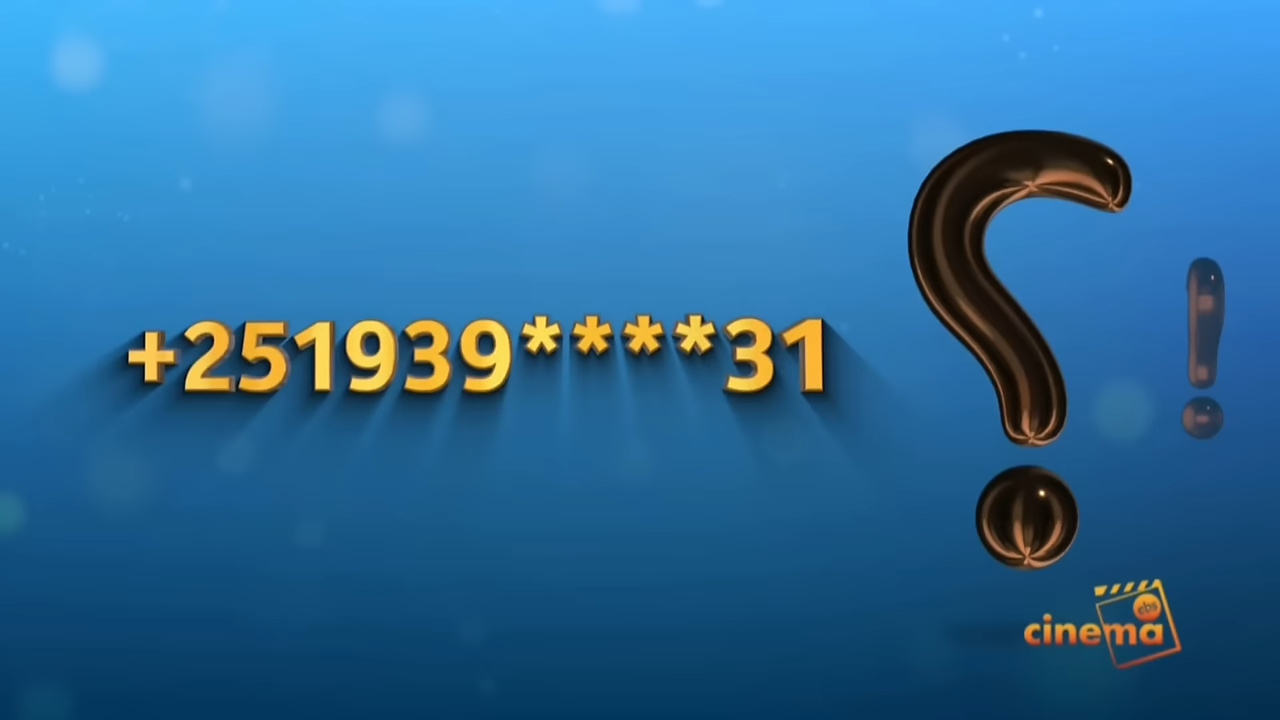 +251939****31
؟
!
ebs
cinema